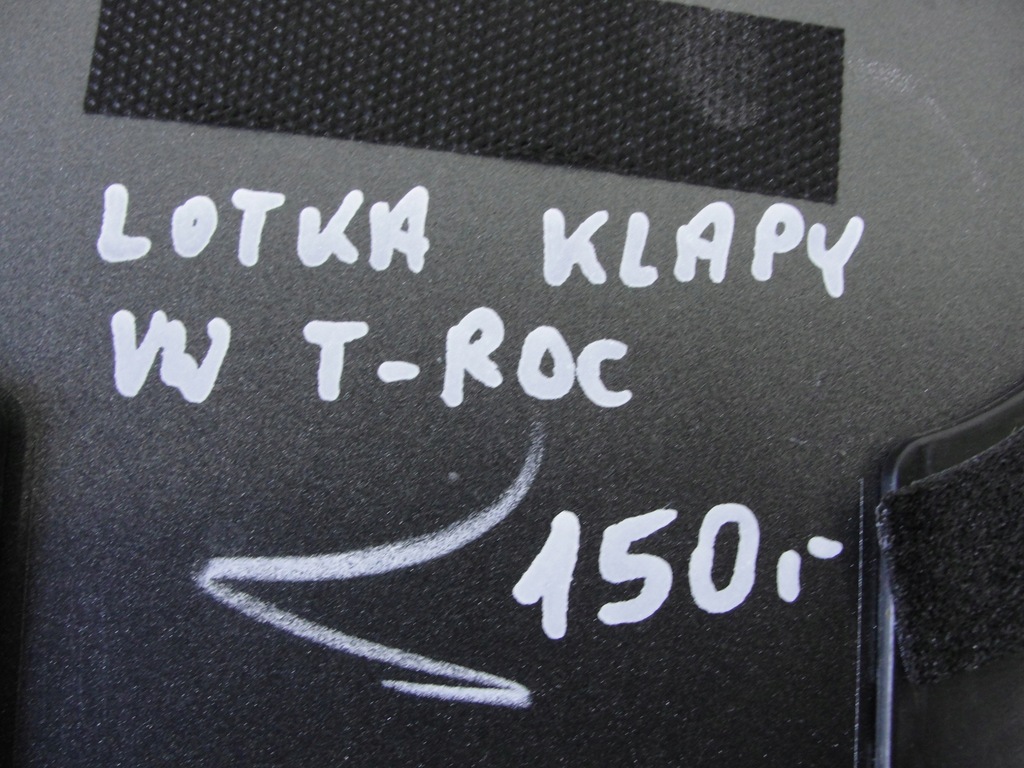 LOTKA KLAPY
VW T-ROC
150,-